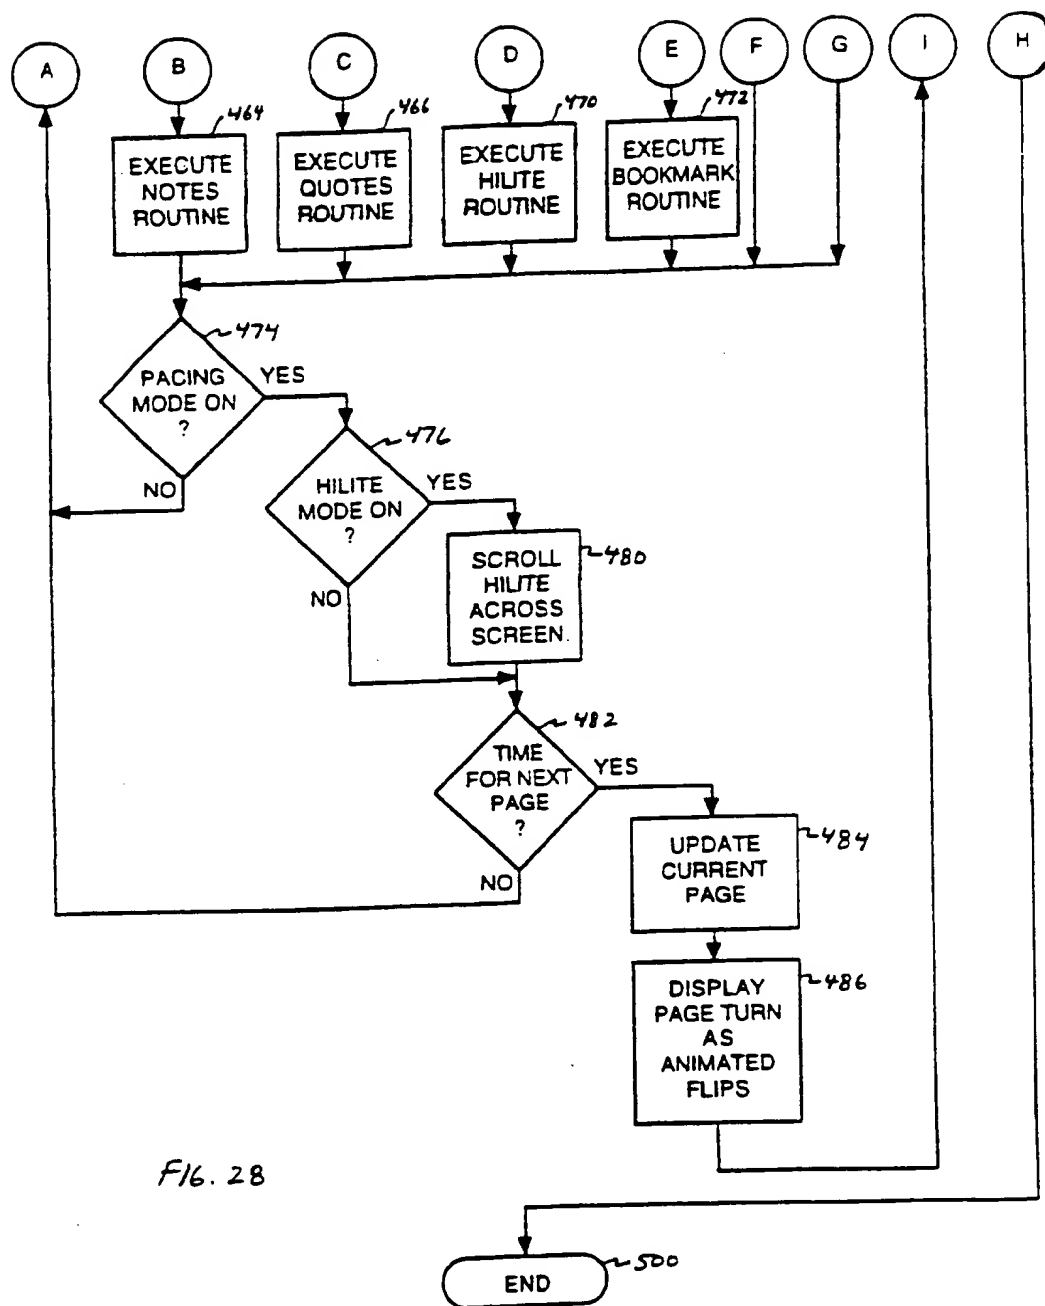 A
B
C
D
E
F
G
I
H
464
466
470
472
EXECUTE
NOTES
ROUTINE
EXECUTE
QUOTES
ROUTINE
EXECUTE
HILITE
ROUTINE
EXECUTE
BOOKMARK
ROUTINE
474
PACING
MODE ON
?
YES
NO
476
HILITE
MODE ON
?
YES
NO
480
SCROLL
HILITE
ACROSS
SCREEN
482
TIME
FOR NEXT
PAGE
?
YES
NO
484
UPDATE
CURRENT
PAGE
486
DISPLAY
PAGE TURN
AS
ANIMATED
FLIPS
FIG. 28
500
END